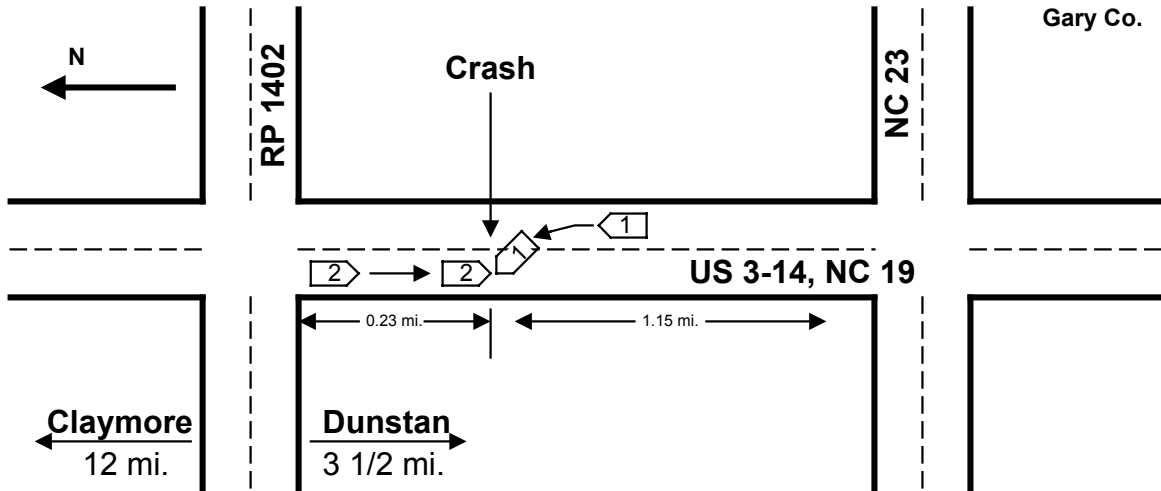 Gary Co.
N
RP 1402
Crash
NC 23
1
1
2
2
US 3-14, NC 19
0.23 mi.
1.15 mi.
Claymore
12 mi.
Dunstan
3 1/2 mi.